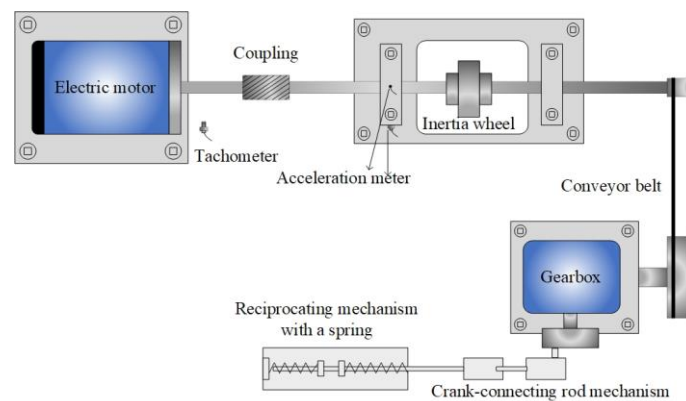 Coupling
Electric motor
Inertia wheel
Tachometer
Acceleration meter
Conveyor belt
Gearbox
Reciprocating mechanism
with a spring
Crank-connecting rod mechanism